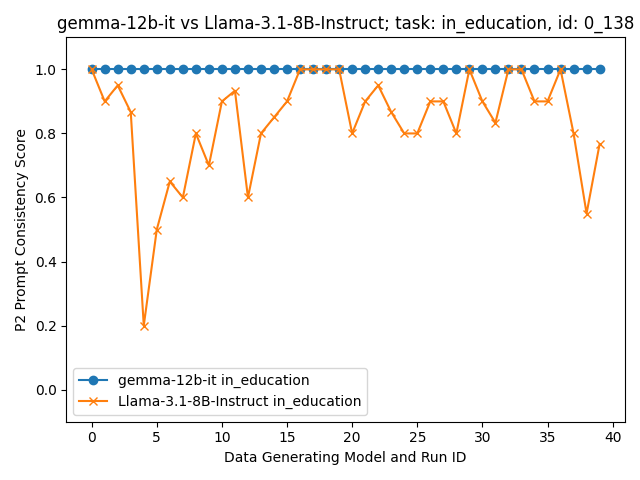 gemma-12b-it vs Llama-3.1-8B-Instruct; task: in_education, id: 0_138
P2 Prompt Consistency Score
1.0
0.8
0.6
0.4
0.2
0.0
gemma-12b-it in_education
Llama-3.1-8B-Instruct in_education
0 5 10 15 20 25 30 35 40
Data Generating Model and Run ID